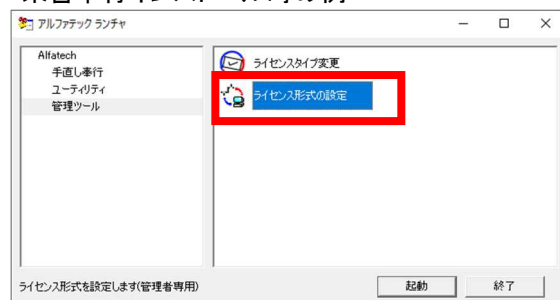 アルファテック ランチャ
Alfatech
手直し奉行
ユーティリティ
管理ツール
ライセンスタイプ変更
ライセンス形式の設定
ライセンス形式を設定します(管理者専用)
起動
終了